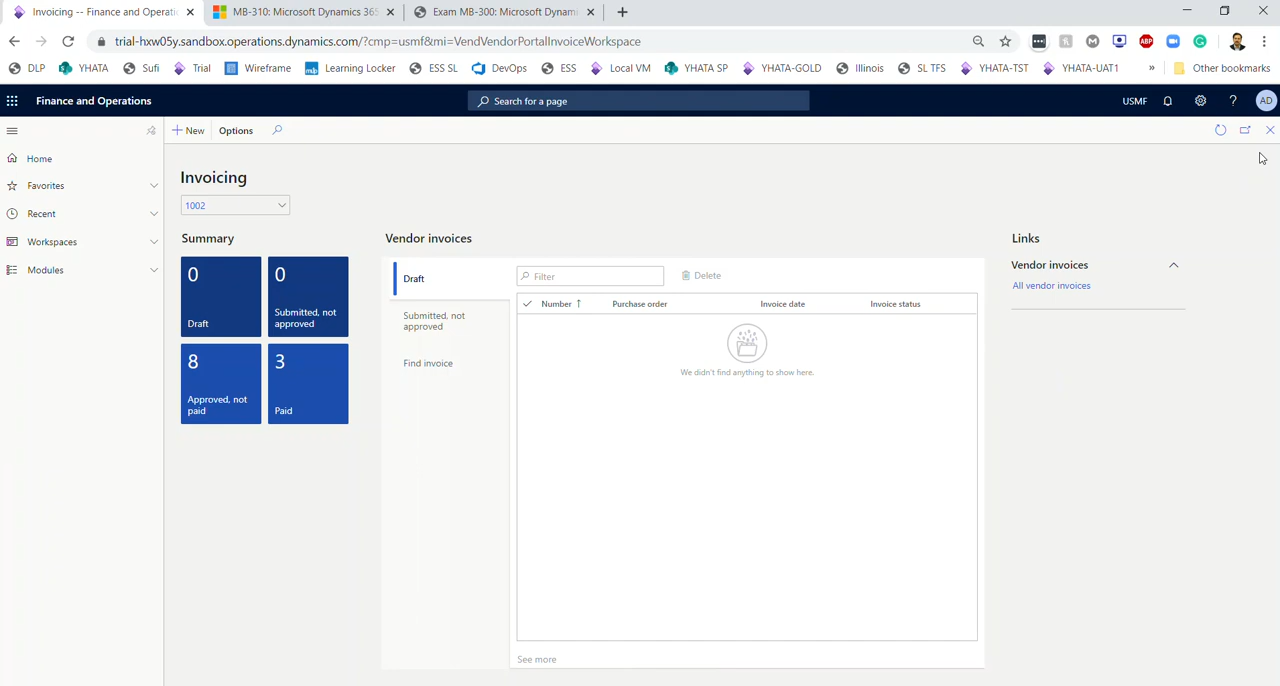 Invoicing -- Finance and Operatio
MB-310: Microsoft Dynamics 365
Exam MB-300: Microsoft Dynami
trial-hxw05y.sandbox.operations.dynamics.com/?cmp=usmf&mi=VendVendorPortalInvoiceWorkspace
DLP
YHATA
Sufi
Trial
Wireframe
Learning Locker
ESS SL
DevOps
ESS
Local VM
YHATA SP
YHATA-GOLD
Illinois
SL TFS
YHATA-TST
YHATA-UAT1
»
Other bookmarks
Finance and Operations
Search for a page
USMF
?
AD
New
Options
Home
Favorites
Recent
Workspaces
Modules
Invoicing
1002
Summary
0
Draft
0
Submitted, not
approved
8
Approved, not
paid
3
Paid
Vendor invoices
Draft
Submitted, not
approved
Find invoice
Filter
Delete
Number ↑ Purchase order Invoice date Invoice status
We didn't find anything to show here.
See more
Links
Vendor invoices
All vendor invoices